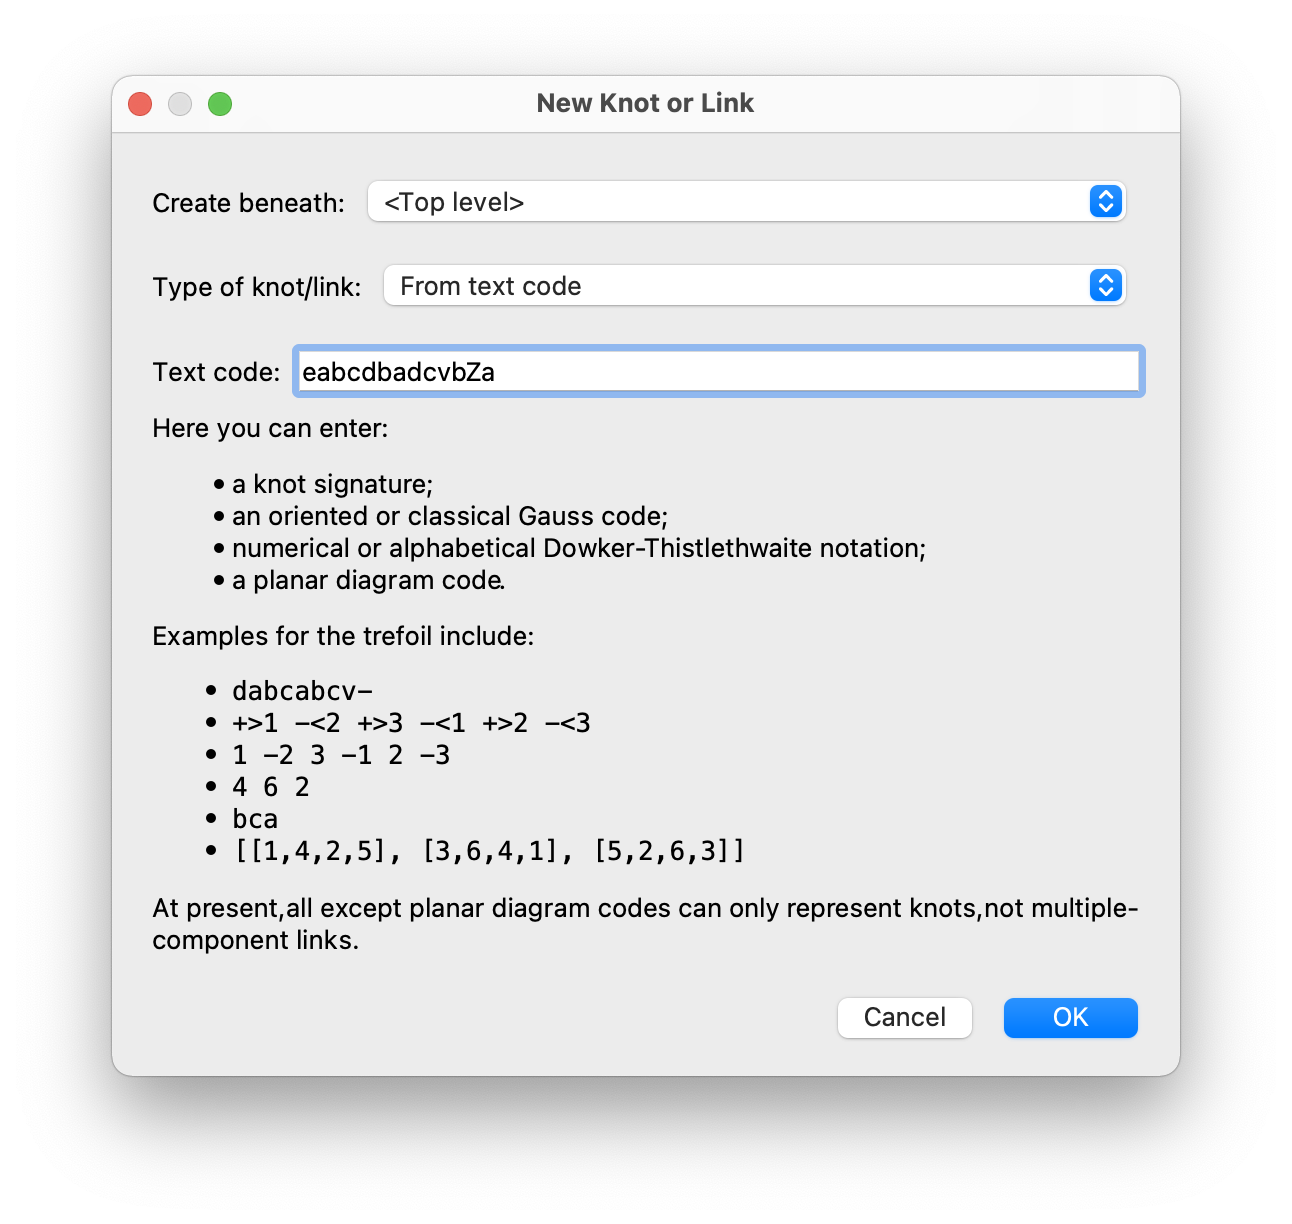 New Knot or Link
Create beneath: <Top level>
Type of knot/link: From text code
Text code: eabcdbadcvbZa
Here you can enter:
• a knot signature;
• an oriented or classical Gauss code;
• numerical or alphabetical Dowker-Thistlethwaite notation;
• a planar diagram code.
Examples for the trefoil include:
• dabcabcv-
• +>1 -<2 +>3 -<1 +>2 -<3
• 1 -2 3 -1 2 -3
• 4 6 2
• bca
• [[1,4,2,5], [3,6,4,1], [5,2,6,3]]
At present,all except planar diagram codes can only represent knots,not multiple-
component links.
Cancel OK